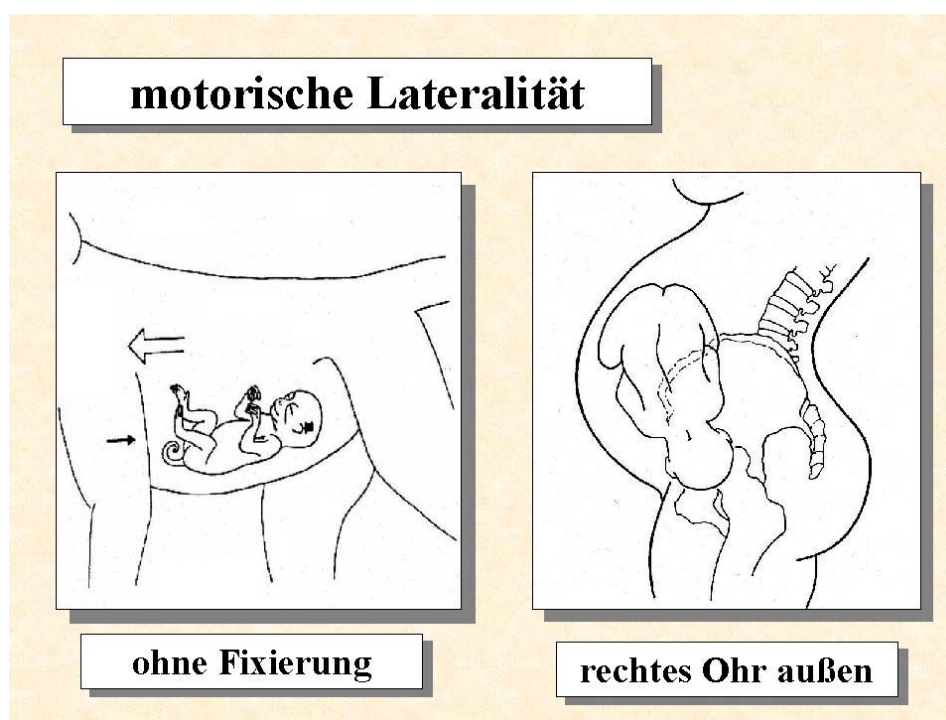 motorische Lateralität
ohne Fixierung
rechtes Ohr außen